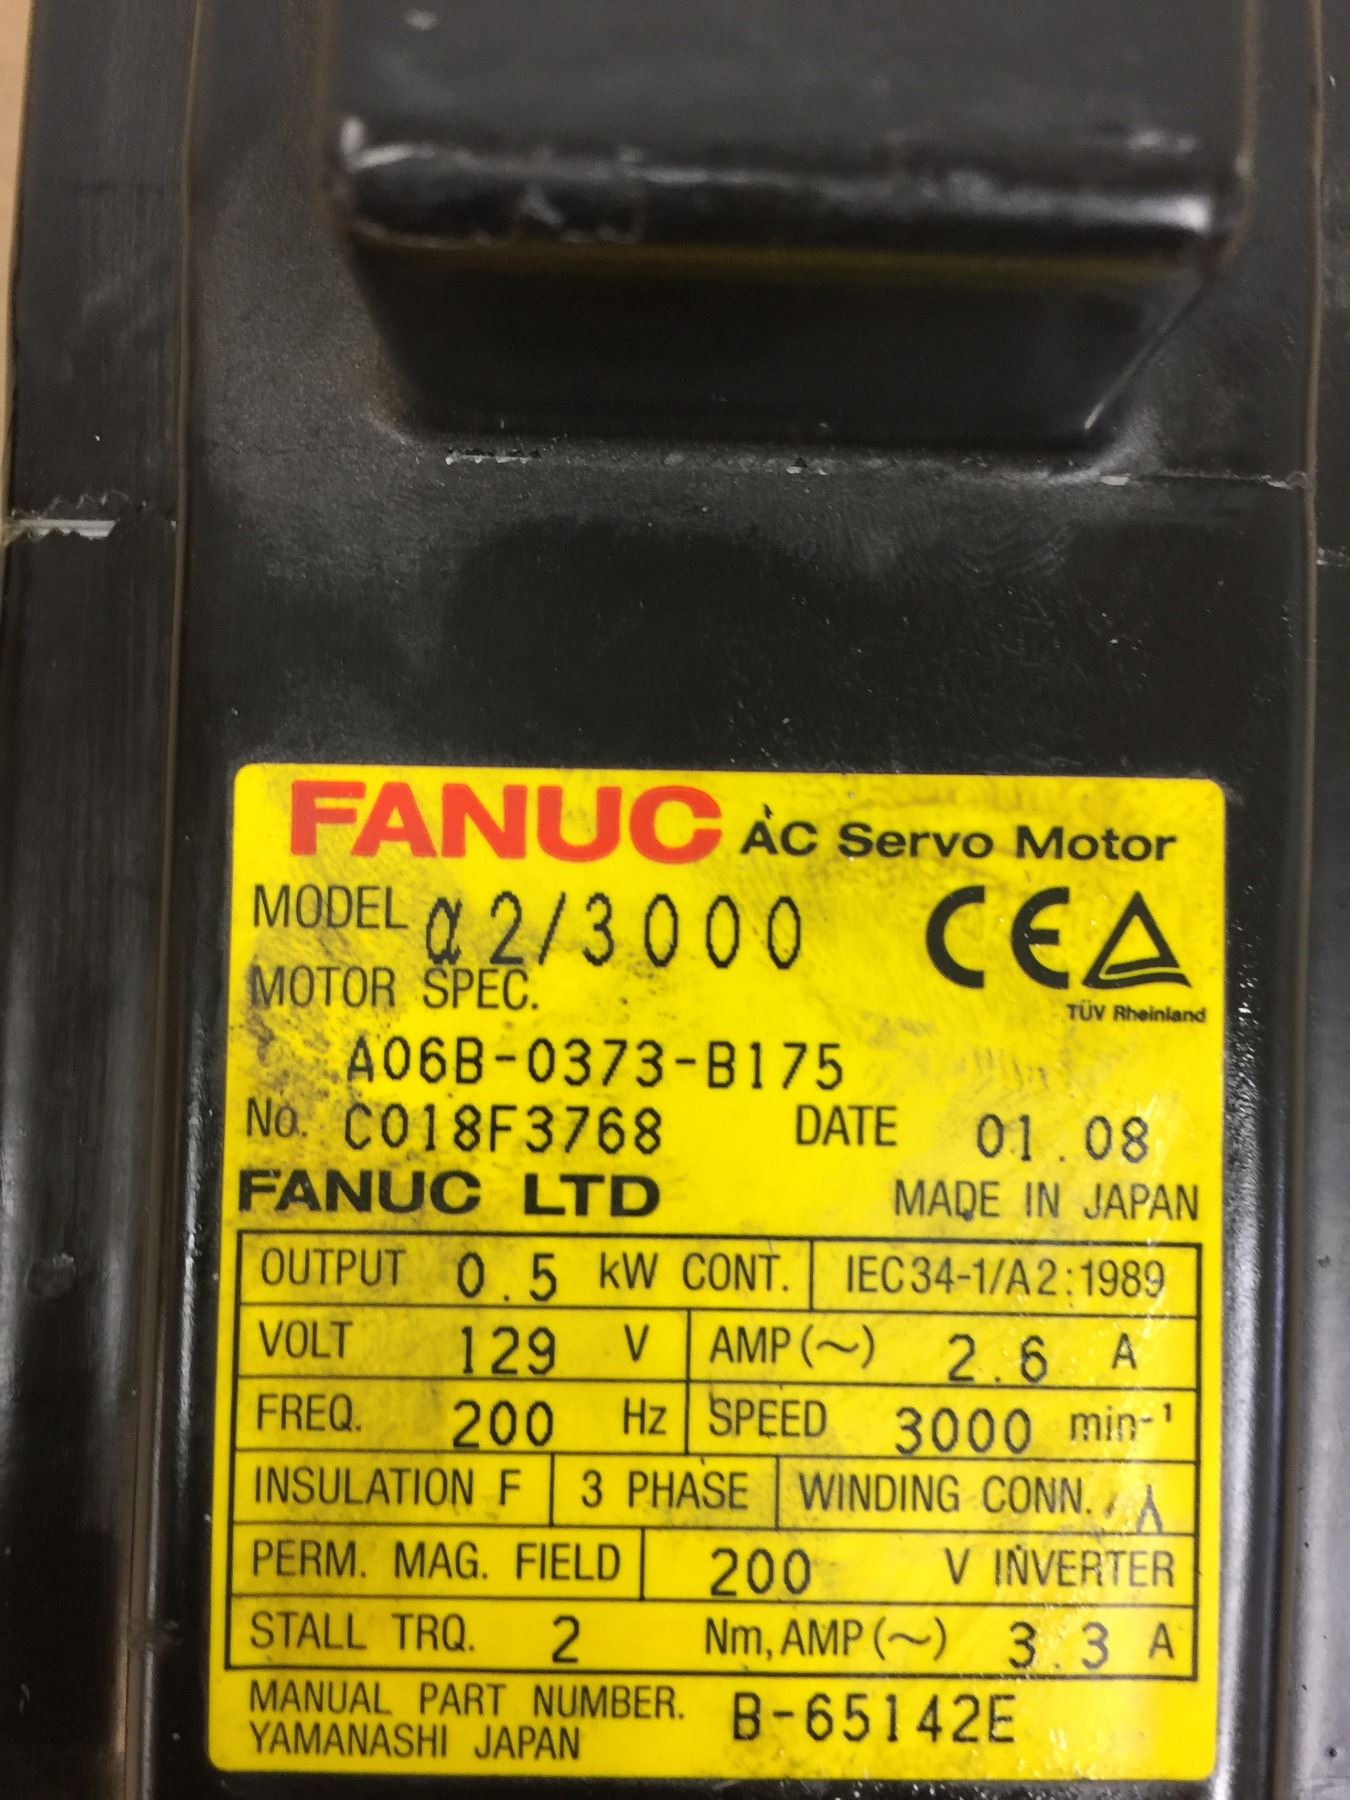 FANUC AC Servo Motor
MODEL α2/3000
CE
TÜV Rheinland
MOTOR SPEC.
A06B-0373-B175
No. C018F3768 DATE 01.08
FANUC LTD MADE IN JAPAN
OUTPUT 0.5 kW CONT. IEC34-1/A2:1989
VOLT 129 V AMP(~) 2.6 A
FREQ. 200 Hz SPEED 3000 min-¹
INSULATION F 3 PHASE WINDING CONN. 人
PERM. MAG. FIELD 200 V INVERTER
STALL TRQ. 2 Nm, AMP(~) 3.3 A
MANUAL PART NUMBER. B-65142E
YAMANASHI JAPAN